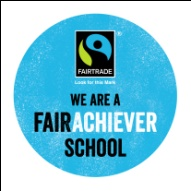 ®
FAIRTRADE
Look for this Mark
WE ARE A
FAIRACHIEVER
SCHOOL